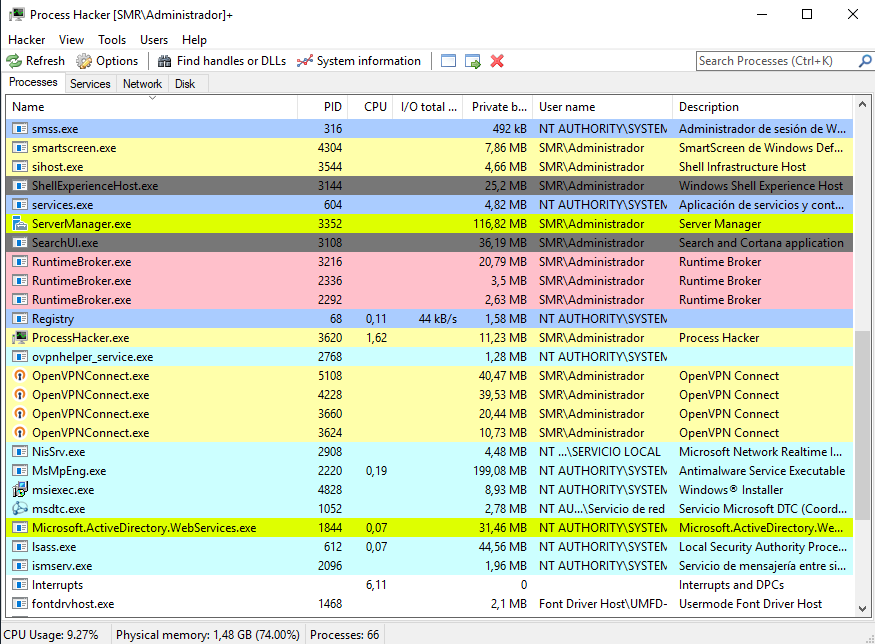 Process Hacker [SMR\Administrador]+
Hacker View Tools Users Help
Refresh Options Find handles or DLLs System information Search Processes (Ctrl+K)
Processes Services Network Disk
Name PID CPU I/O total ... Private b... User name Description
smss.exe 316 492 kB NT AUTHORITY\SYSTEM Administrador de sesión de W...
smartscreen.exe 4304 7,86 MB SMR\Administrador SmartScreen de Windows Def...
sihost.exe 3544 4,66 MB SMR\Administrador Shell Infrastructure Host
ShellExperienceHost.exe 3144 25,2 MB SMR\Administrador Windows Shell Experience Host
services.exe 604 4,82 MB NT AUTHORITY\SYSTEM Aplicación de servicios y cont...
ServerManager.exe 3352 116,82 MB SMR\Administrador Server Manager
SearchUI.exe 3108 36,19 MB SMR\Administrador Search and Cortana application
RuntimeBroker.exe 3216 20,79 MB SMR\Administrador Runtime Broker
RuntimeBroker.exe 2336 3,5 MB SMR\Administrador Runtime Broker
RuntimeBroker.exe 2292 2,63 MB SMR\Administrador Runtime Broker
Registry 68 0,11 44 kB/s 1,58 MB NT AUTHORITY\SYSTEM
ProcessHacker.exe 3620 1,62 11,23 MB SMR\Administrador Process Hacker
ovpnhelper_service.exe 2768 1,28 MB NT AUTHORITY\SYSTEM
OpenVPNConnect.exe 5108 40,47 MB SMR\Administrador OpenVPN Connect
OpenVPNConnect.exe 4228 39,53 MB SMR\Administrador OpenVPN Connect
OpenVPNConnect.exe 3660 20,44 MB SMR\Administrador OpenVPN Connect
OpenVPNConnect.exe 3624 10,73 MB SMR\Administrador OpenVPN Connect
NisSrv.exe 2908 4,48 MB NT ...\SERVICIO LOCAL Microsoft Network Realtime I...
MsMpEng.exe 2220 0,19 199,08 MB NT AUTHORITY\SYSTEM Antimalware Service Executable
msiexec.exe 4828 8,93 MB NT AUTHORITY\SYSTEM Windows® Installer
msdtc.exe 1052 2,78 MB NT AU...\Servicio de red Servicio Microsoft DTC (Coord...
Microsoft.ActiveDirectory.WebServices.exe 1844 0,07 31,46 MB NT AUTHORITY\SYSTEM Microsoft.ActiveDirectory.We...
lsass.exe 612 0,07 44,56 MB NT AUTHORITY\SYSTEM Local Security Authority Proce...
ismserv.exe 2096 1,96 MB NT AUTHORITY\SYSTEM Servicio de mensajería entre si...
Interrupts 6,11 0 Interrupts and DPCs
fontdrvhost.exe 1468 2,1 MB Font Driver Host\UMFD- Usermode Font Driver Host
CPU Usage: 9.27% Physical memory: 1,48 GB (74.00%) Processes: 66